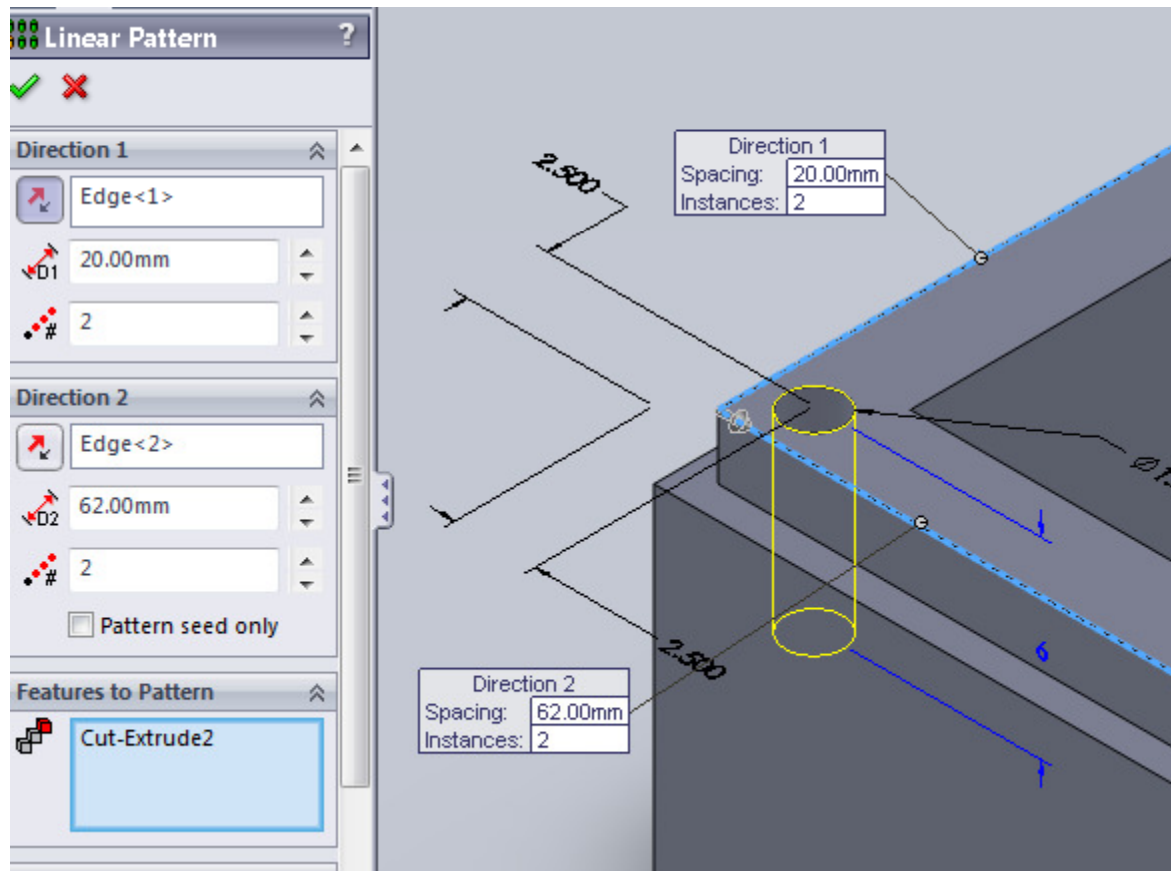 Linear Pattern ?
Direction 1
Edge<1>
D1 20.00mm
# 2
Direction 2
Edge<2>
D2 62.00mm
# 2
Pattern seed only
Features to Pattern
Cut-Extrude2
2.500
Direction 1
Spacing: 20.00mm
Instances: 2
6
2.500
Direction 2
Spacing: 62.00mm
Instances: 2